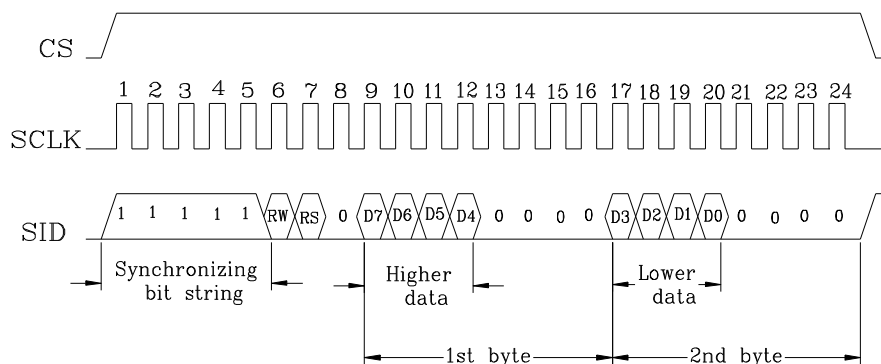 CS
1 2 3 4 5 6 7 8 9 10 11 12 13 14 15 16 17 18 19 20 21 22 23 24
SCLK
1 1 1 1 1 RW RS 0 D7 D6 D5 D4 0 0 0 0 D3 D2 D1 D0 0 0 0 0
SID
Synchronizing
bit string
Higher
data
Lower
data
1st byte
2nd byte